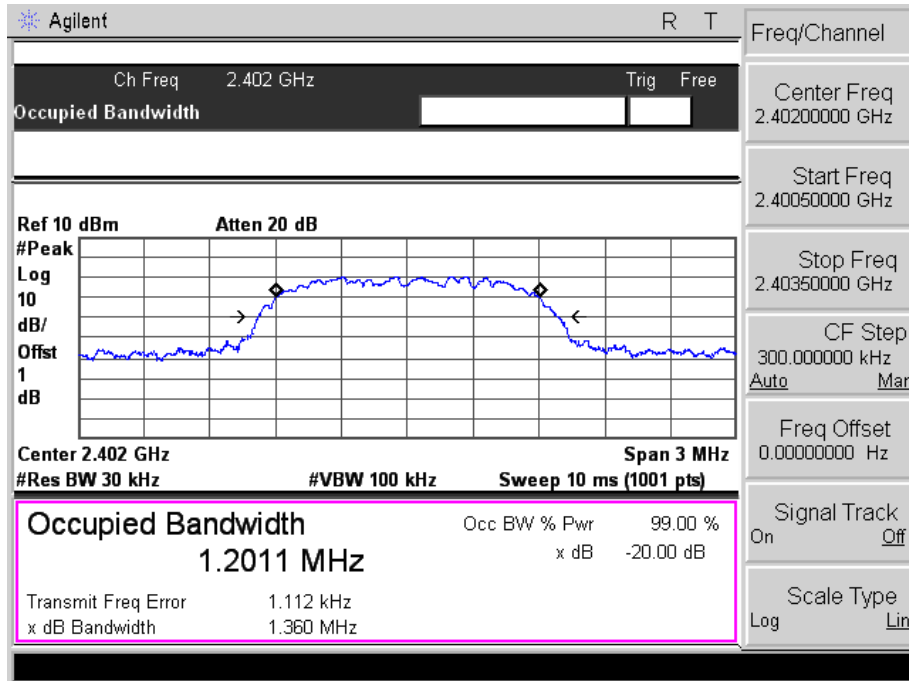 Agilent R T
Ch Freq 2.402 GHz Trig Free
Occupied Bandwidth
Ref 10 dBm Atten 20 dB
#Peak
Log
10
dB/
Offst
1
dB
Center 2.402 GHz Span 3 MHz
#Res BW 30 kHz #VBW 100 kHz Sweep 10 ms (1001 pts)
Occupied Bandwidth
1.2011 MHz
Occ BW % Pwr 99.00 %
x dB -20.00 dB
Transmit Freq Error 1.112 kHz
x dB Bandwidth 1.360 MHz
Freq/Channel
Center Freq
2.40200000 GHz
Start Freq
2.40050000 GHz
Stop Freq
2.40350000 GHz
CF Step
300.000000 kHz
Auto Mar
Freq Offset
0.00000000 Hz
Signal Track
On Off
Scale Type
Log Lin